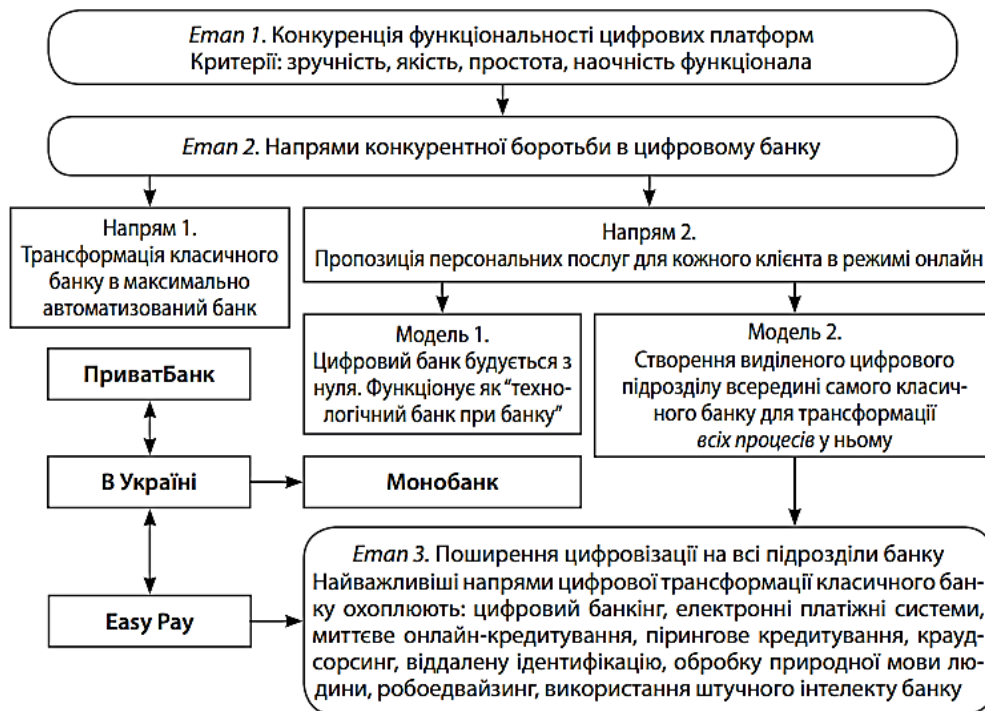 Етап 1. Конкуренція функціональності цифрових платформ
Критерії: зручність, якість, простота, наочність функціонала
Етап 2. Напрями конкурентної боротьби в цифровому банку
Напрям 1.
Трансформація класичного
банку в максимально
автоматизований банк
Напрям 2.
Пропозиція персональних послуг для кожного клієнта в режимі онлайн
Модель 1.
Цифровий банк будується з
нуля. Функціонує як “техно-
логічний банк при банку”
Модель 2.
Створення виділеного цифрового
підрозділу всередині самого класич-
ного банку для трансформації
всіх процесів у ньому
ПриватБанк
В Україні
Монобанк
Easy Pay
Етап 3. Поширення цифровізації на всі підрозділи банку
Найважливіші напрями цифрової трансформації класичного бан-
ку охоплюють: цифровий банкінг, електронні платіжні системи,
миттєве онлайн-кредитування, пірингове кредитування, крауд-
сорсинг, віддалену ідентифікацію, обробку природної мови лю-
дини, робоедвайзинг, використання штучного інтелекту банку